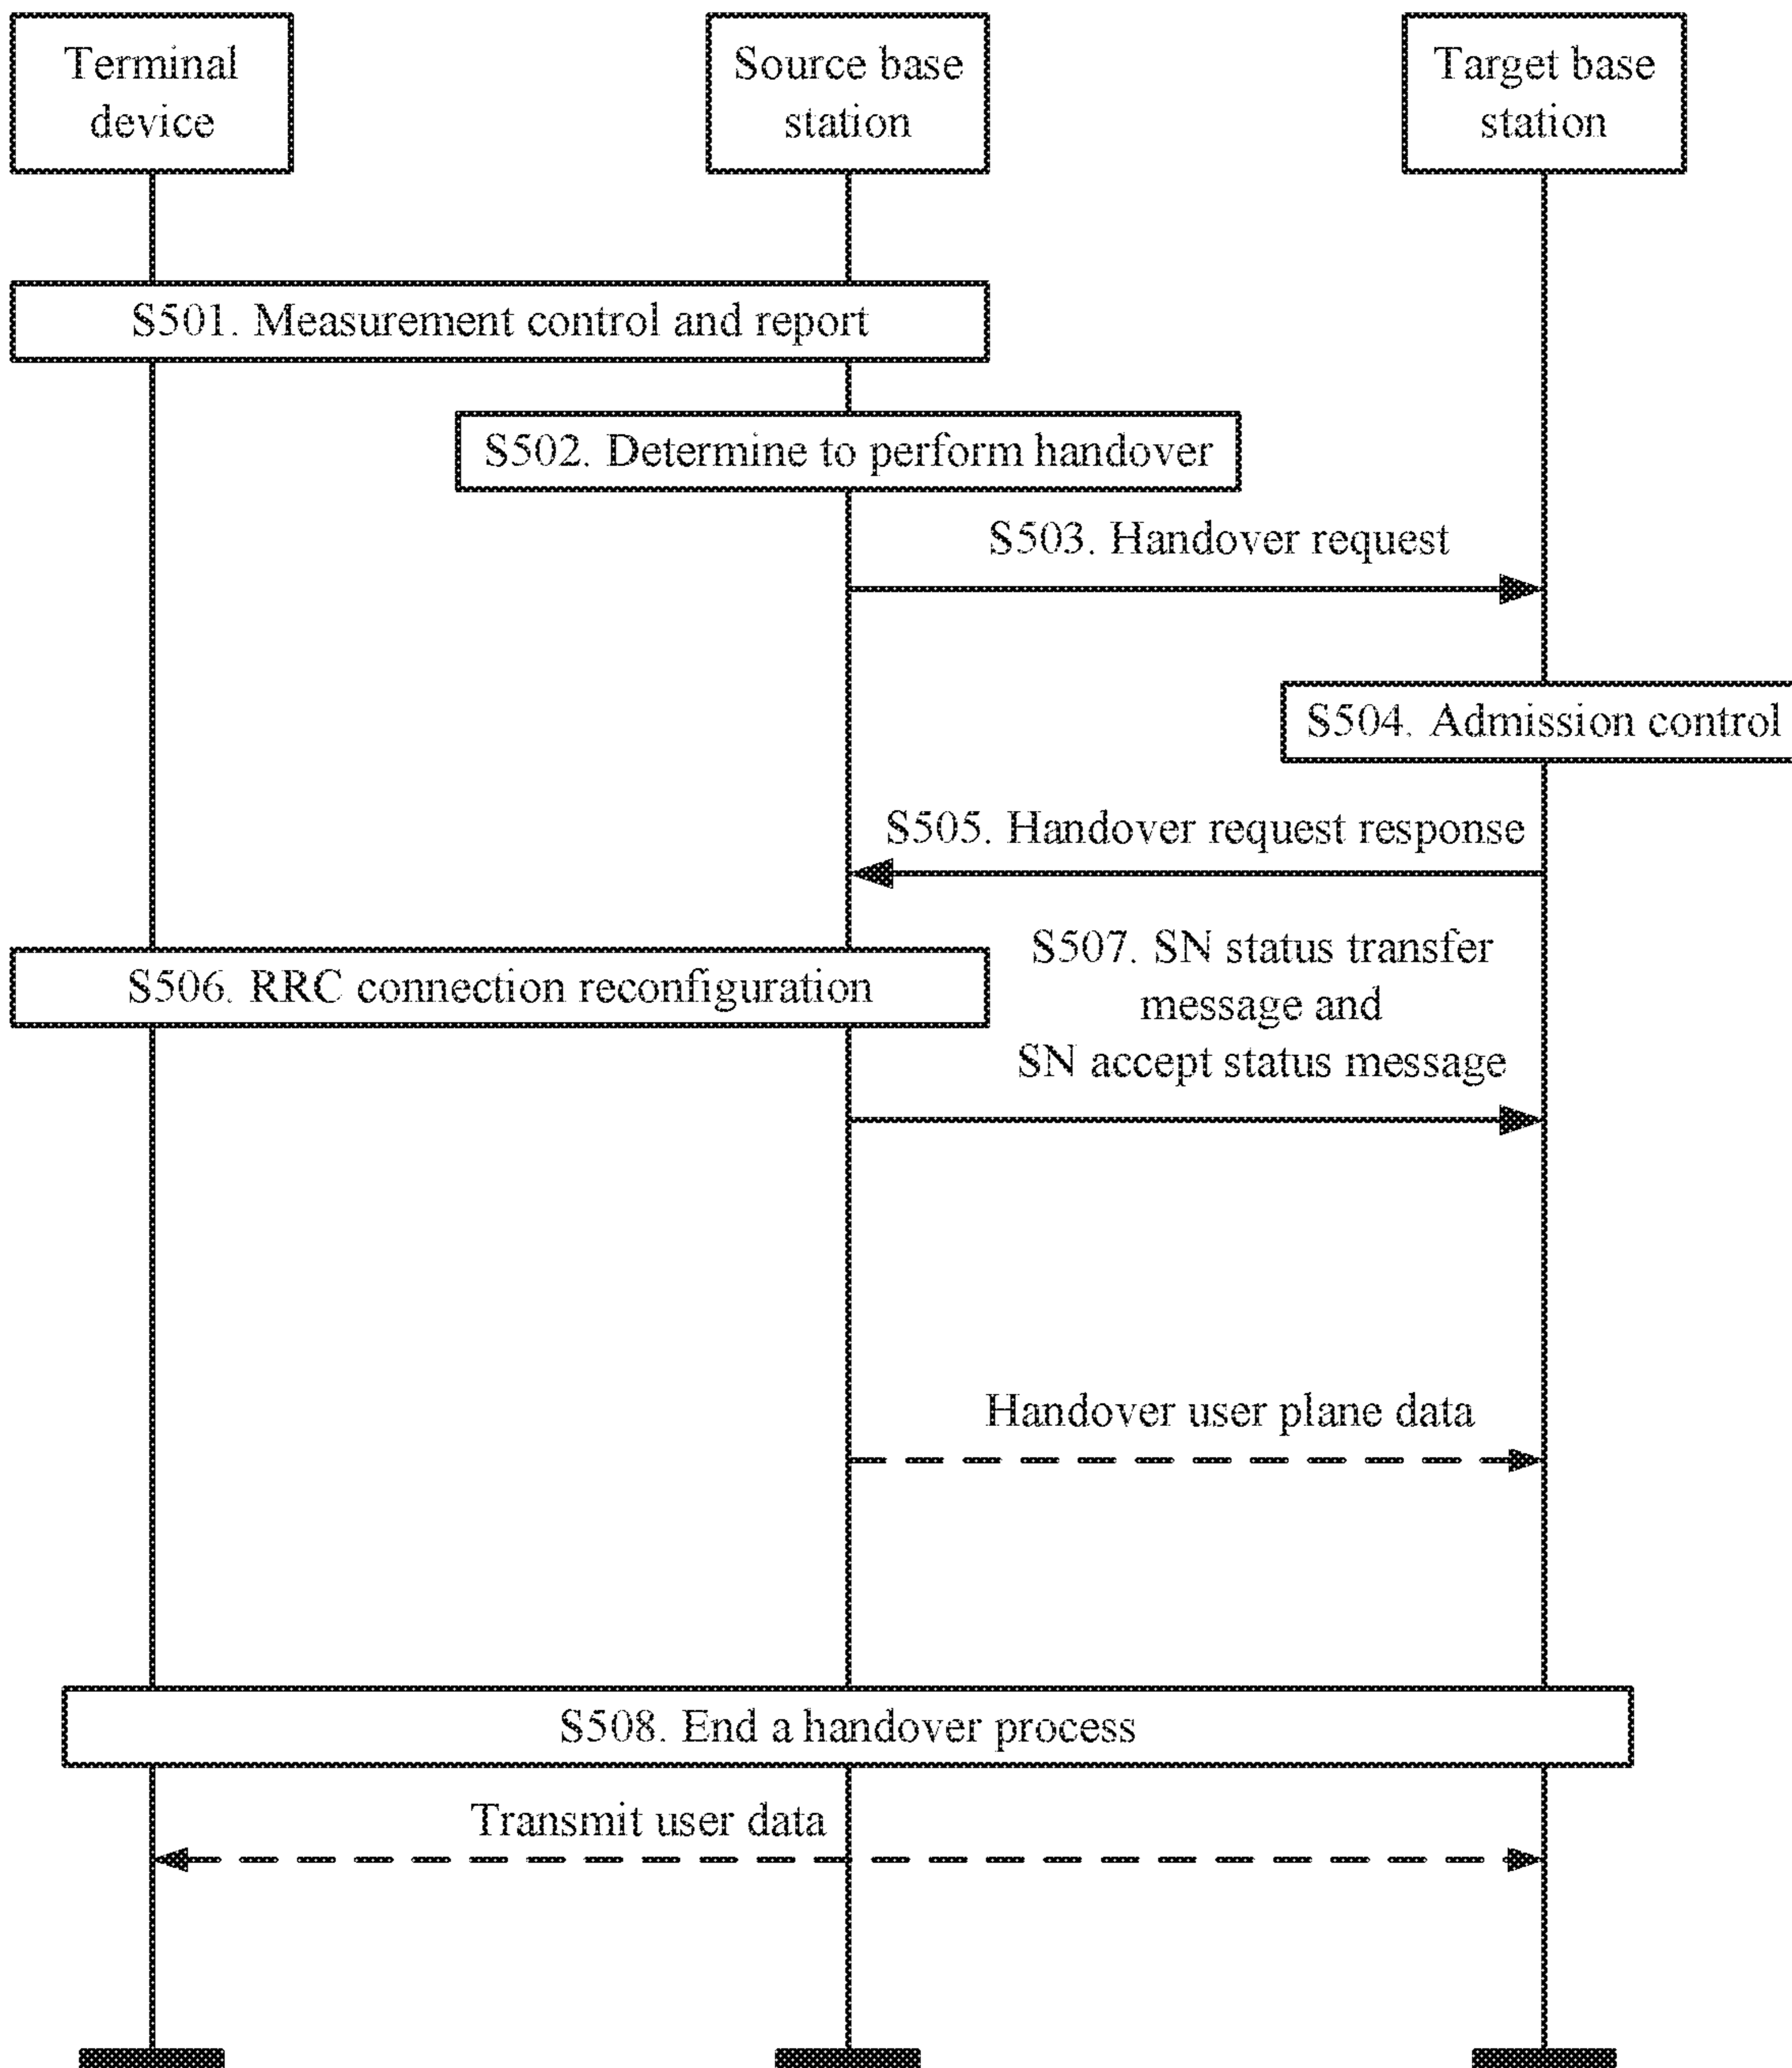 Terminal
device
Source base
station
Target base
station
S501. Measurement control and report
S502. Determine to perform handover
S503. Handover request
S504. Admission control
S505. Handover request response
S506. RRC connection reconfiguration
S507. SN status transfer
message and
SN accept status message
Handover user plane data
S508. End a handover process
Transmit user data